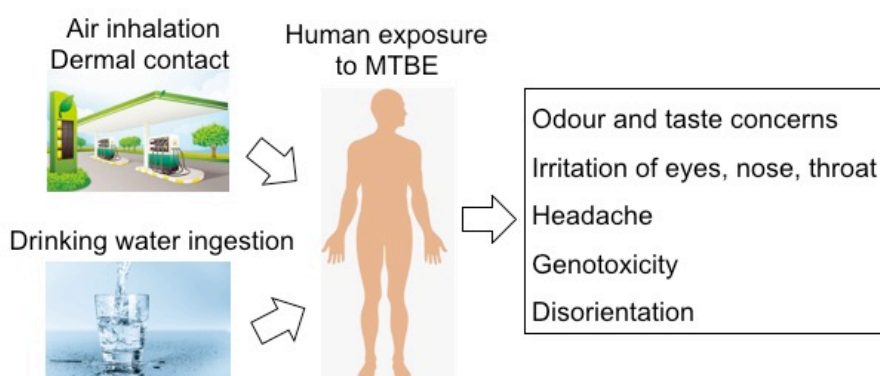 Air inhalation
Dermal contact
Human exposure
to MTBE
Drinking water ingestion
Odour and taste concerns
Irritation of eyes, nose, throat
Headache
Genotoxicity
Disorientation